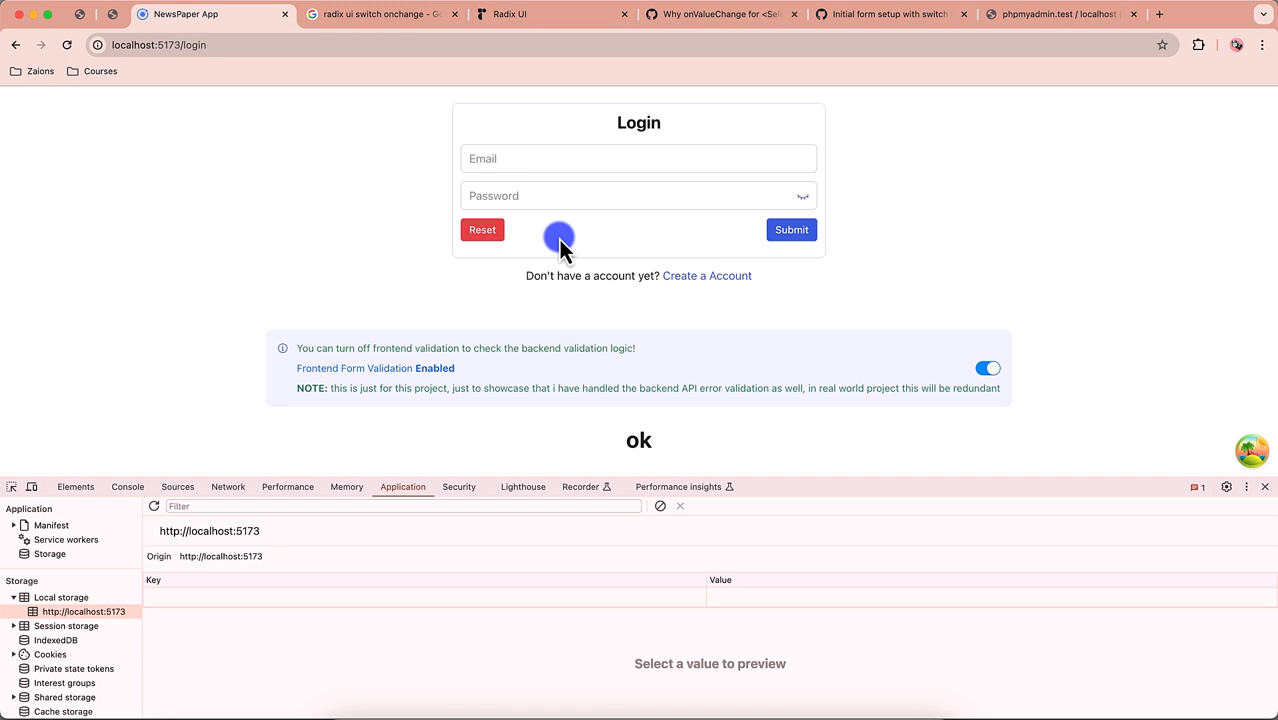 NewsPaper App
radix ui switch onchange - Go
Radix UI
Why onValueChange for <Sele
Initial form setup with switch
phpmyadmin.test / localhost
localhost:5173/login
Zaions
Courses
Login
Email
Password
Reset
Submit
Don't have a account yet? Create a Account
You can turn off frontend validation to check the backend validation logic!
Frontend Form Validation Enabled
NOTE: this is just for this project, just to showcase that i have handled the backend API error validation as well, in real world project this will be redundant
ok
Elements Console Sources Network Performance Memory Application Security Lighthouse Recorder Performance insights 1
Application
Manifest
Service workers
Storage
Storage
Local storage
http://localhost:5173
Session storage
IndexedDB
Cookies
Private state tokens
Interest groups
Shared storage
Cache storage
Filter
http://localhost:5173
Origin http://localhost:5173
Key Value
Select a value to preview